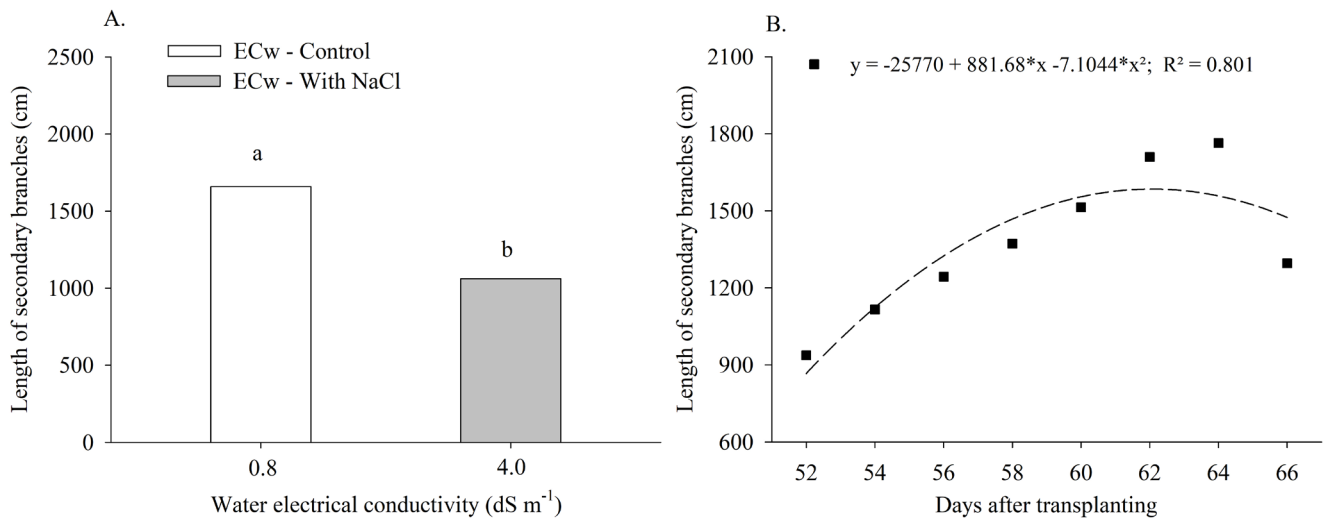 A.
ECw - Control
ECw - With NaCl
Length of secondary branches (cm)
2500
2000
1500
1000
500
0
a
b
0.8
4.0
Water electrical conductivity (dS m⁻¹)
B.
y = -25770 + 881.68*x -7.1044*x²; R² = 0.801
Length of secondary branches (cm)
2100
1800
1500
1200
900
600
52 54 56 58 60 62 64 66
Days after transplanting